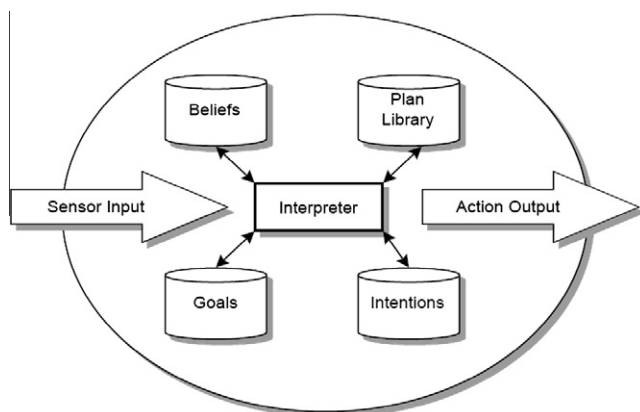 Beliefs
Plan
Library
Sensor Input
Interpreter
Action Output
Goals
Intentions